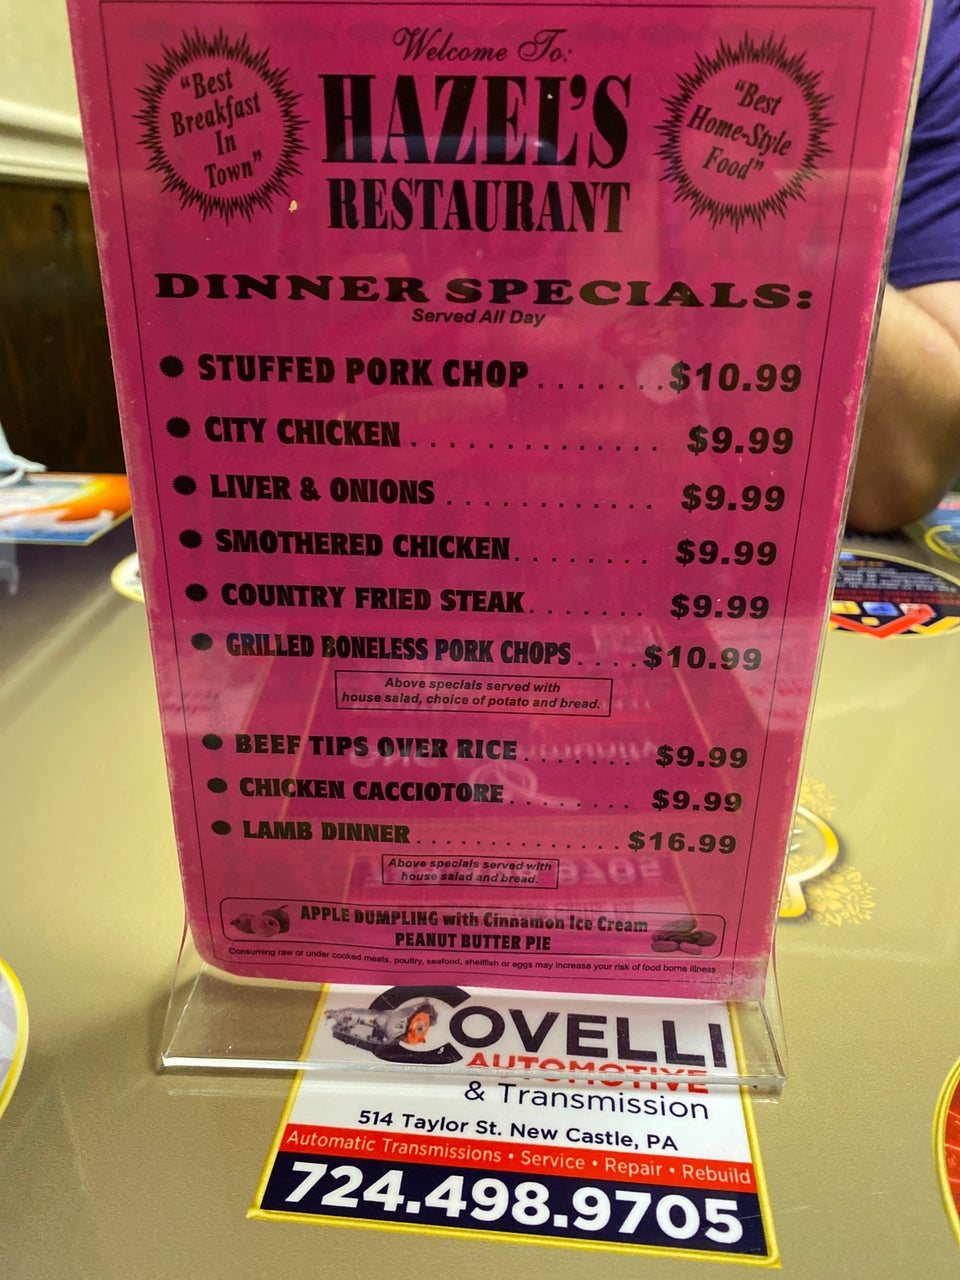 Welcome To:
"Best
Breakfast
In
Town"
HAZEL'S
RESTAURANT
"Best
Home-Style
Food"
DINNER SPECIALS:
Served All Day
STUFFED PORK CHOP . . . . . . . $10.99
CITY CHICKEN . . . . . . . . . . . . . $9.99
LIVER & ONIONS . . . . . . . . . . . $9.99
SMOTHERED CHICKEN . . . . . . . $9.99
COUNTRY FRIED STEAK . . . . . . . $9.99
GRILLED BONELESS PORK CHOPS . . . . $10.99
Above specials served with
house salad, choice of potato and bread.
BEEF TIPS OVER RICE . . . . . . . $9.99
CHICKEN CACCIOTORE . . . . . . . . $9.99
LAMB DINNER . . . . . . . . . . . . . $16.99
Above specials served with
house salad and bread.
APPLE DUMPLING with Cinnamon Ice Cream
PEANUT BUTTER PIE
Consuming raw or under cooked meats, poultry, seafood, shellfish or eggs may increase your risk of food borne illness
COVELLI
AUTOMOTIVE
& Transmission
514 Taylor St. New Castle, PA
Automatic Transmissions • Service • Repair • Rebuild
724.498.9705